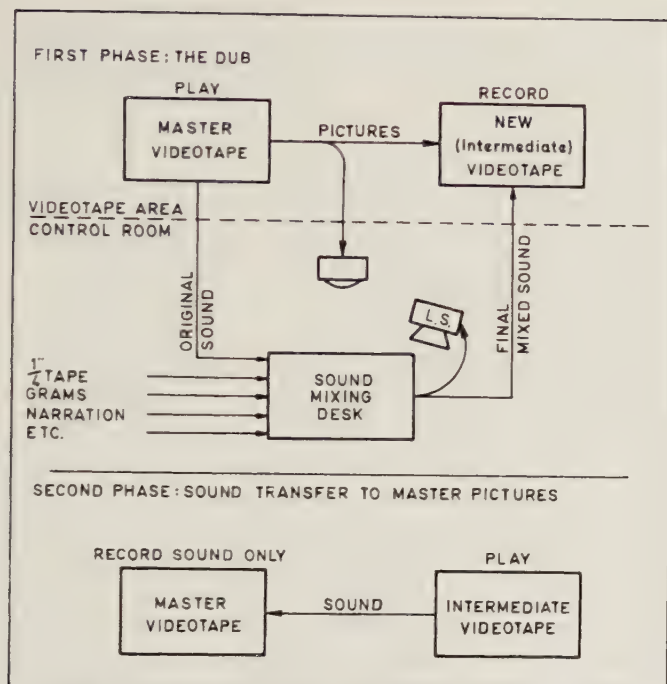 FIRST PHASE: THE DUB
PLAY
MASTER
VIDEOTAPE
PICTURES
RECORD
NEW
(Intermediate)
VIDEOTAPE
VIDEOTAPE AREA
CONTROL ROOM
ORIGINAL
SOUND
L.S.
FINAL
MIXED SOUND
1/4" TAPE
GRAMS
NARRATION
ETC.
SOUND
MIXING
DESK
SECOND PHASE: SOUND TRANSFER TO MASTER PICTURES
RECORD SOUND ONLY
MASTER
VIDEOTAPE
SOUND
PLAY
INTERMEDIATE
VIDEOTAPE